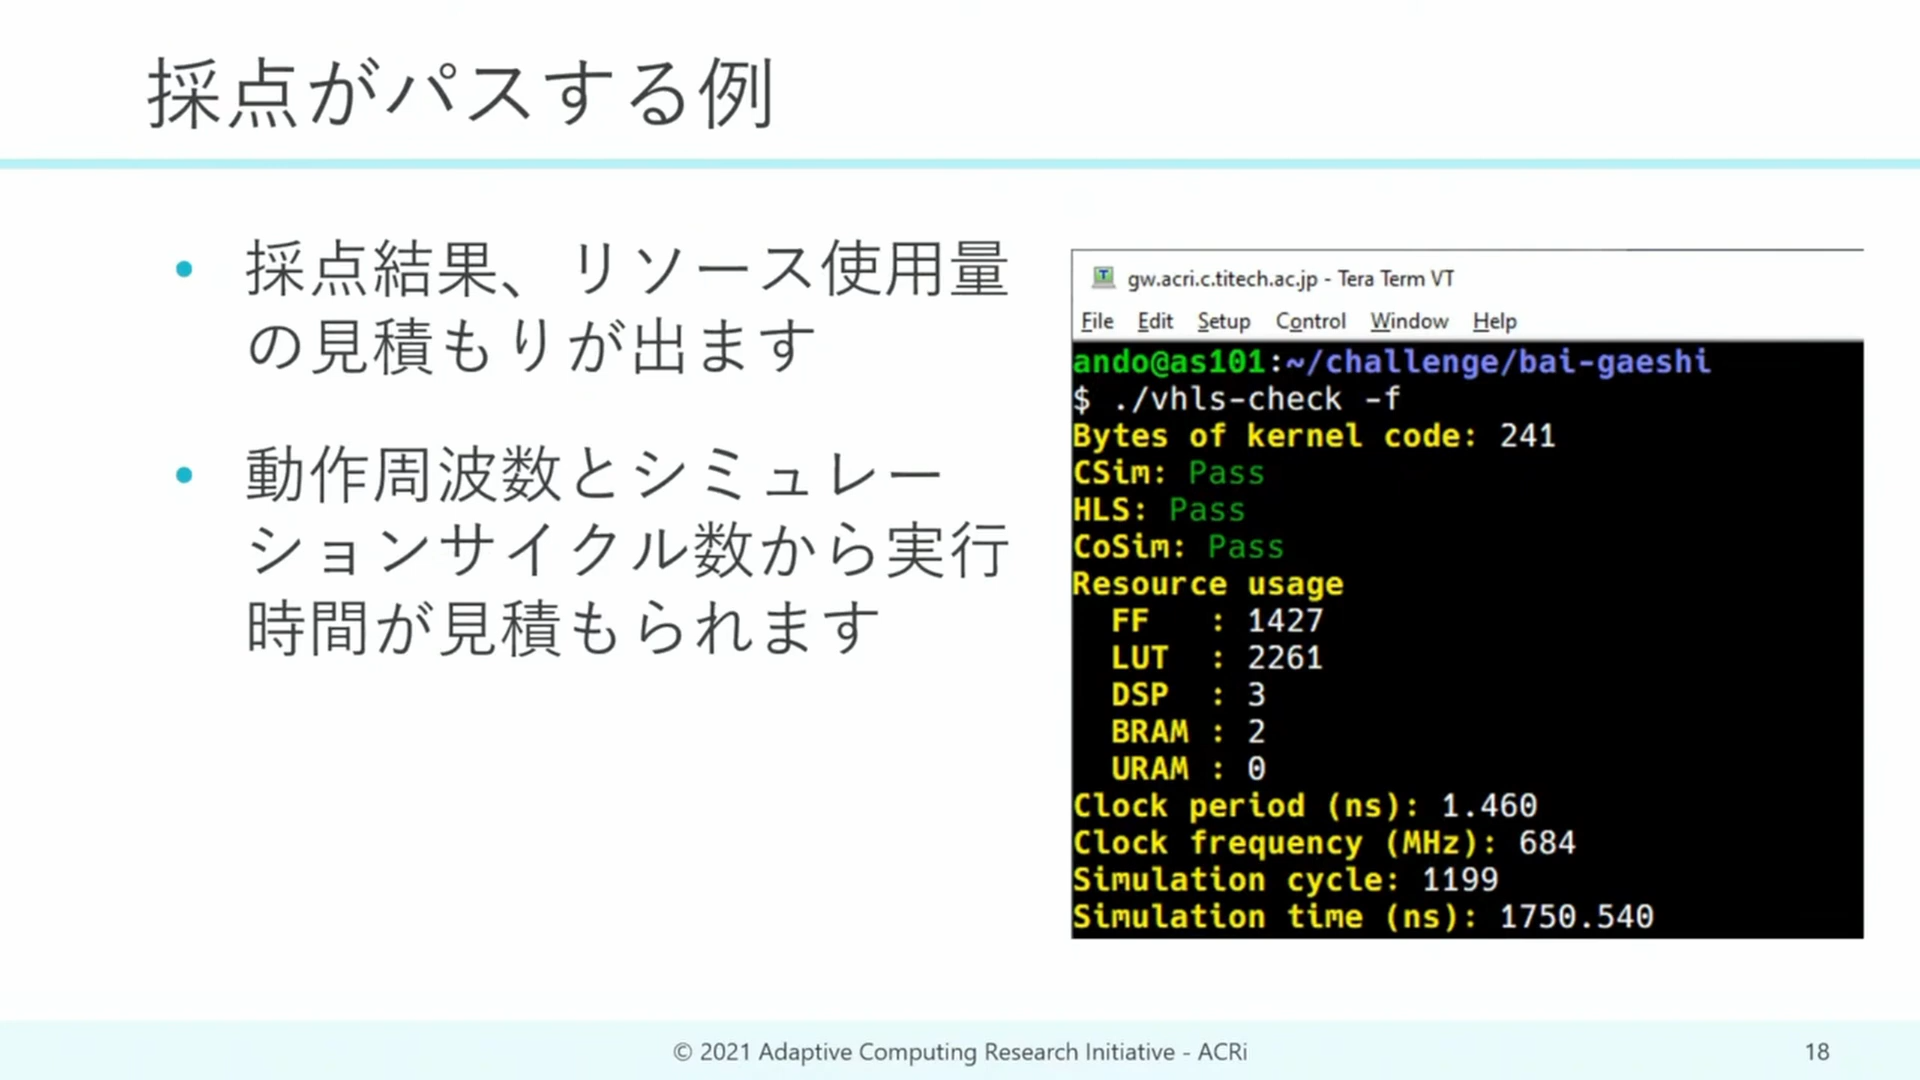 採点がパスする例
採点結果、リソース使用量
の見積もりが出ます
動作周波数とシミュレー
ションサイクル数から実行
時間が見積もられます
gw.acri.c.titech.ac.jp - Tera Term VT
File Edit Setup Control Window Help
ando@as101:~/challenge/bai-gaeshi
$ ./vhls-check -f
Bytes of kernel code: 241
CSim: Pass
HLS: Pass
CoSim: Pass
Resource usage
FF : 1427
LUT : 2261
DSP : 3
BRAM : 2
URAM : 0
Clock period (ns): 1.460
Clock frequency (MHz): 684
Simulation cycle: 1199
Simulation time (ns): 1750.540
© 2021 Adaptive Computing Research Initiative - ACRi
18